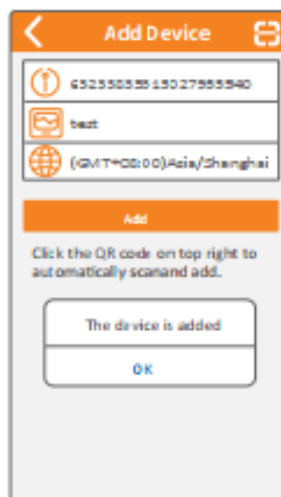 Add Device
test
(GMT+08:00)Asia/Shanghai
Add
Click the QR code on top right to
automatically scanand add.
The device is added
OK